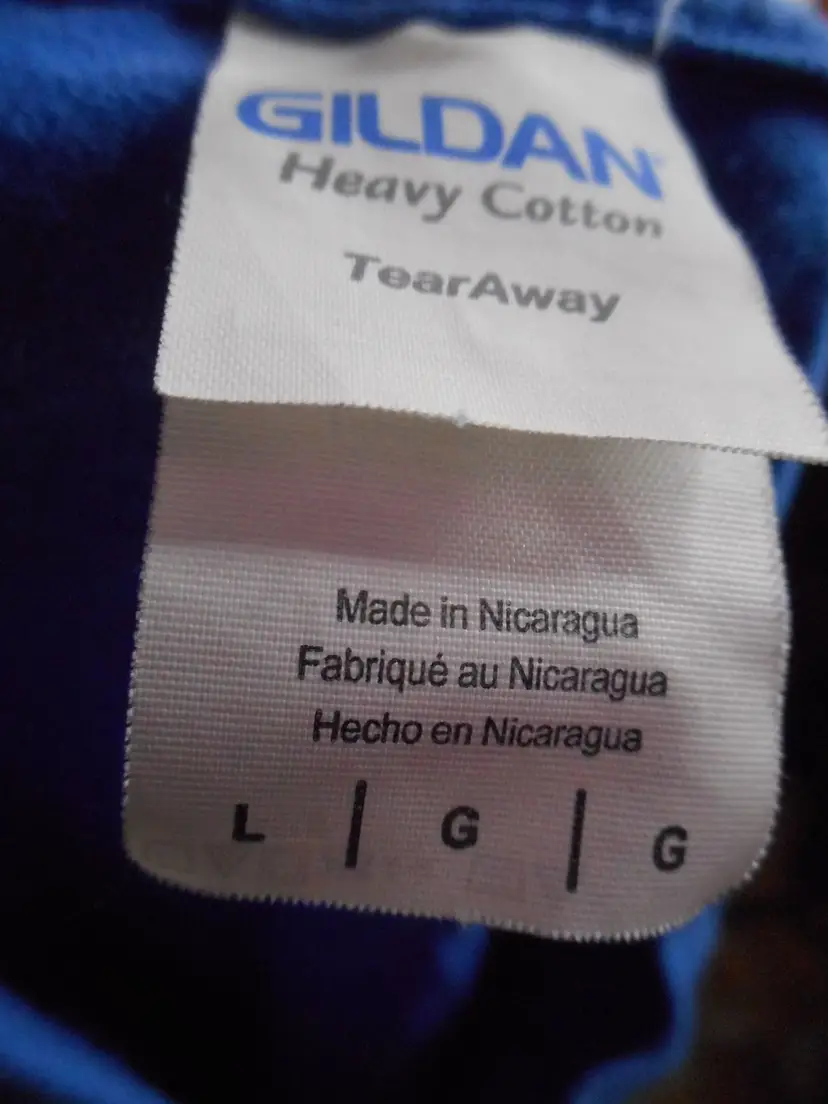 GILDAN
Heavy Cotton
TearAway
Made in Nicaragua
Fabriqué au Nicaragua
Hecho en Nicaragua
L | G | G